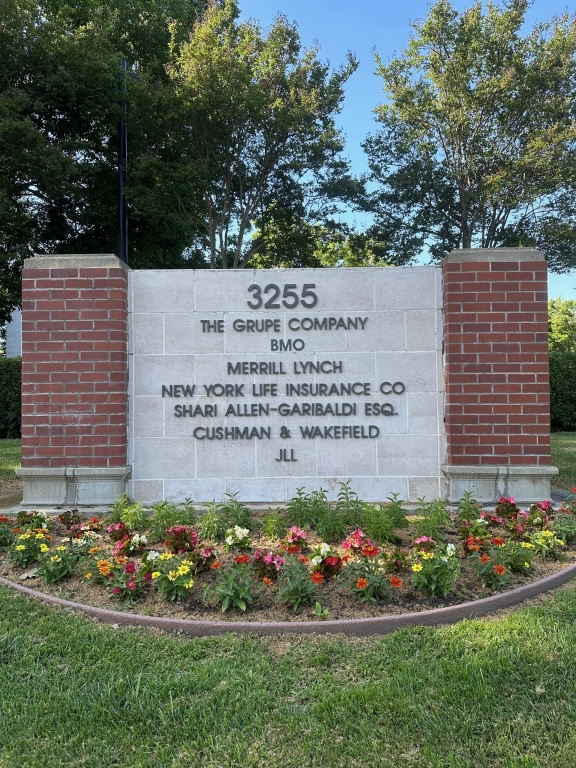 3255
THE GRUPE COMPANY
BMO
MERRILL LYNCH
NEW YORK LIFE INSURANCE CO
SHARI ALLEN-GARIBALDI ESQ.
CUSHMAN & WAKEFIELD
JLL